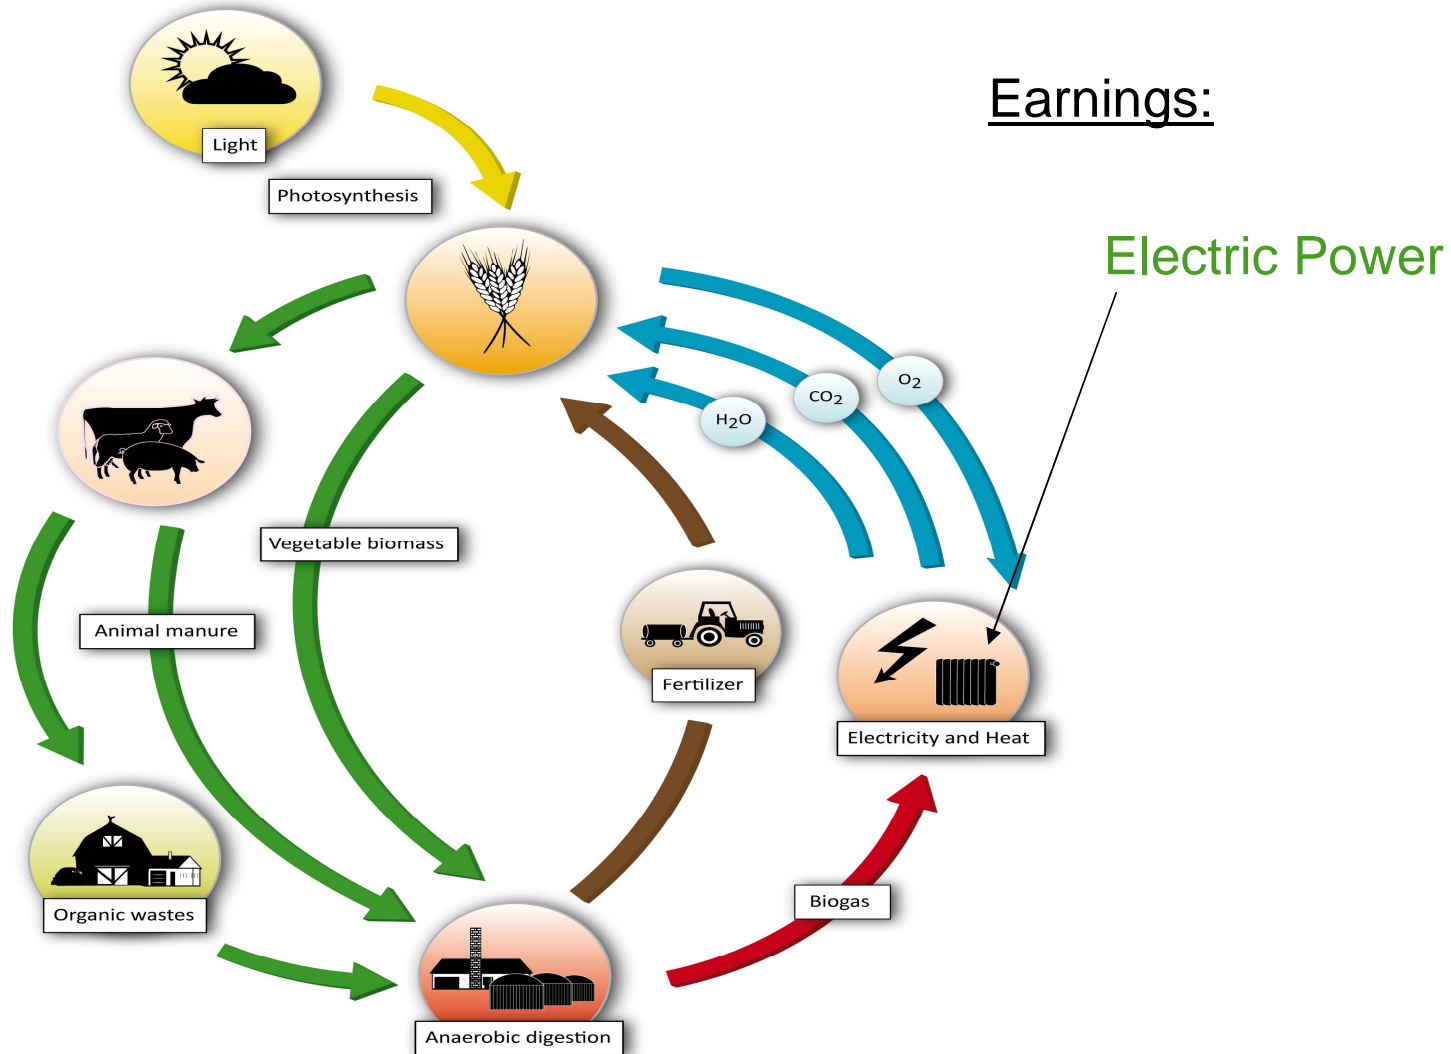 Earnings:
Light
Photosynthesis
Electric Power
O2
CO2
H2O
Vegetable biomass
Animal manure
Fertilizer
Electricity and Heat
Biogas
Organic wastes
Anaerobic digestion